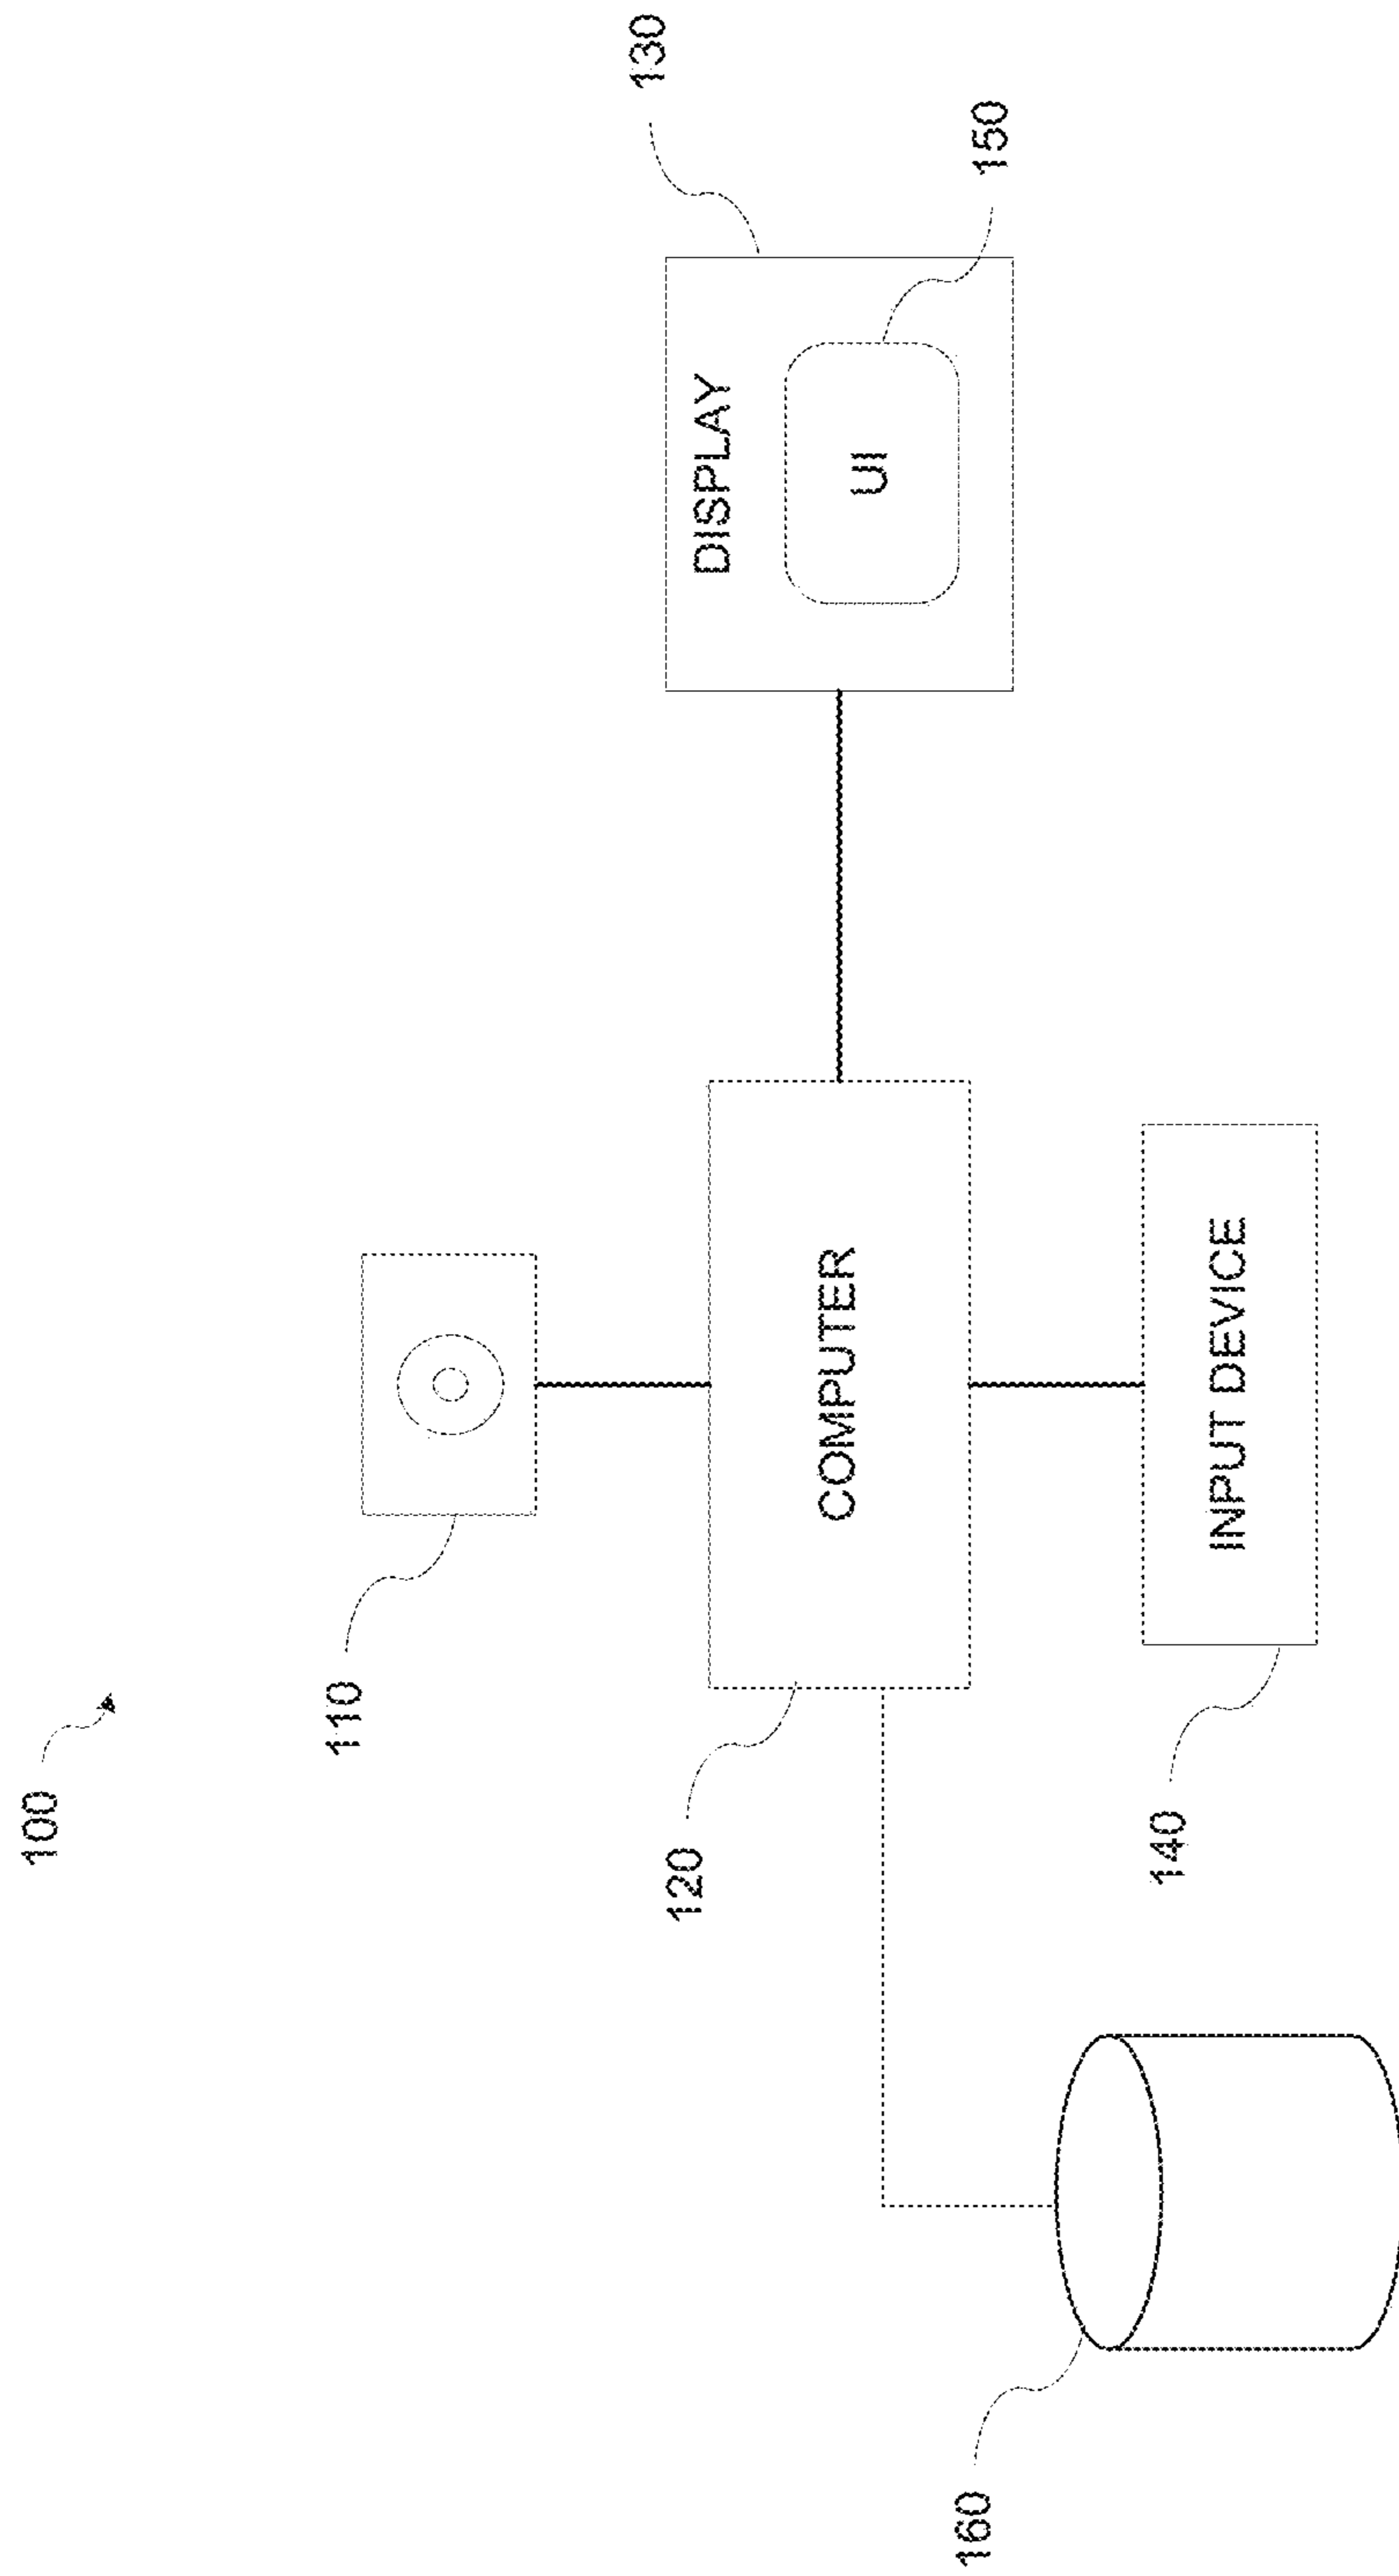 100
110
130
DISPLAY
UI
150
120
COMPUTER
INPUT DEVICE
140
160